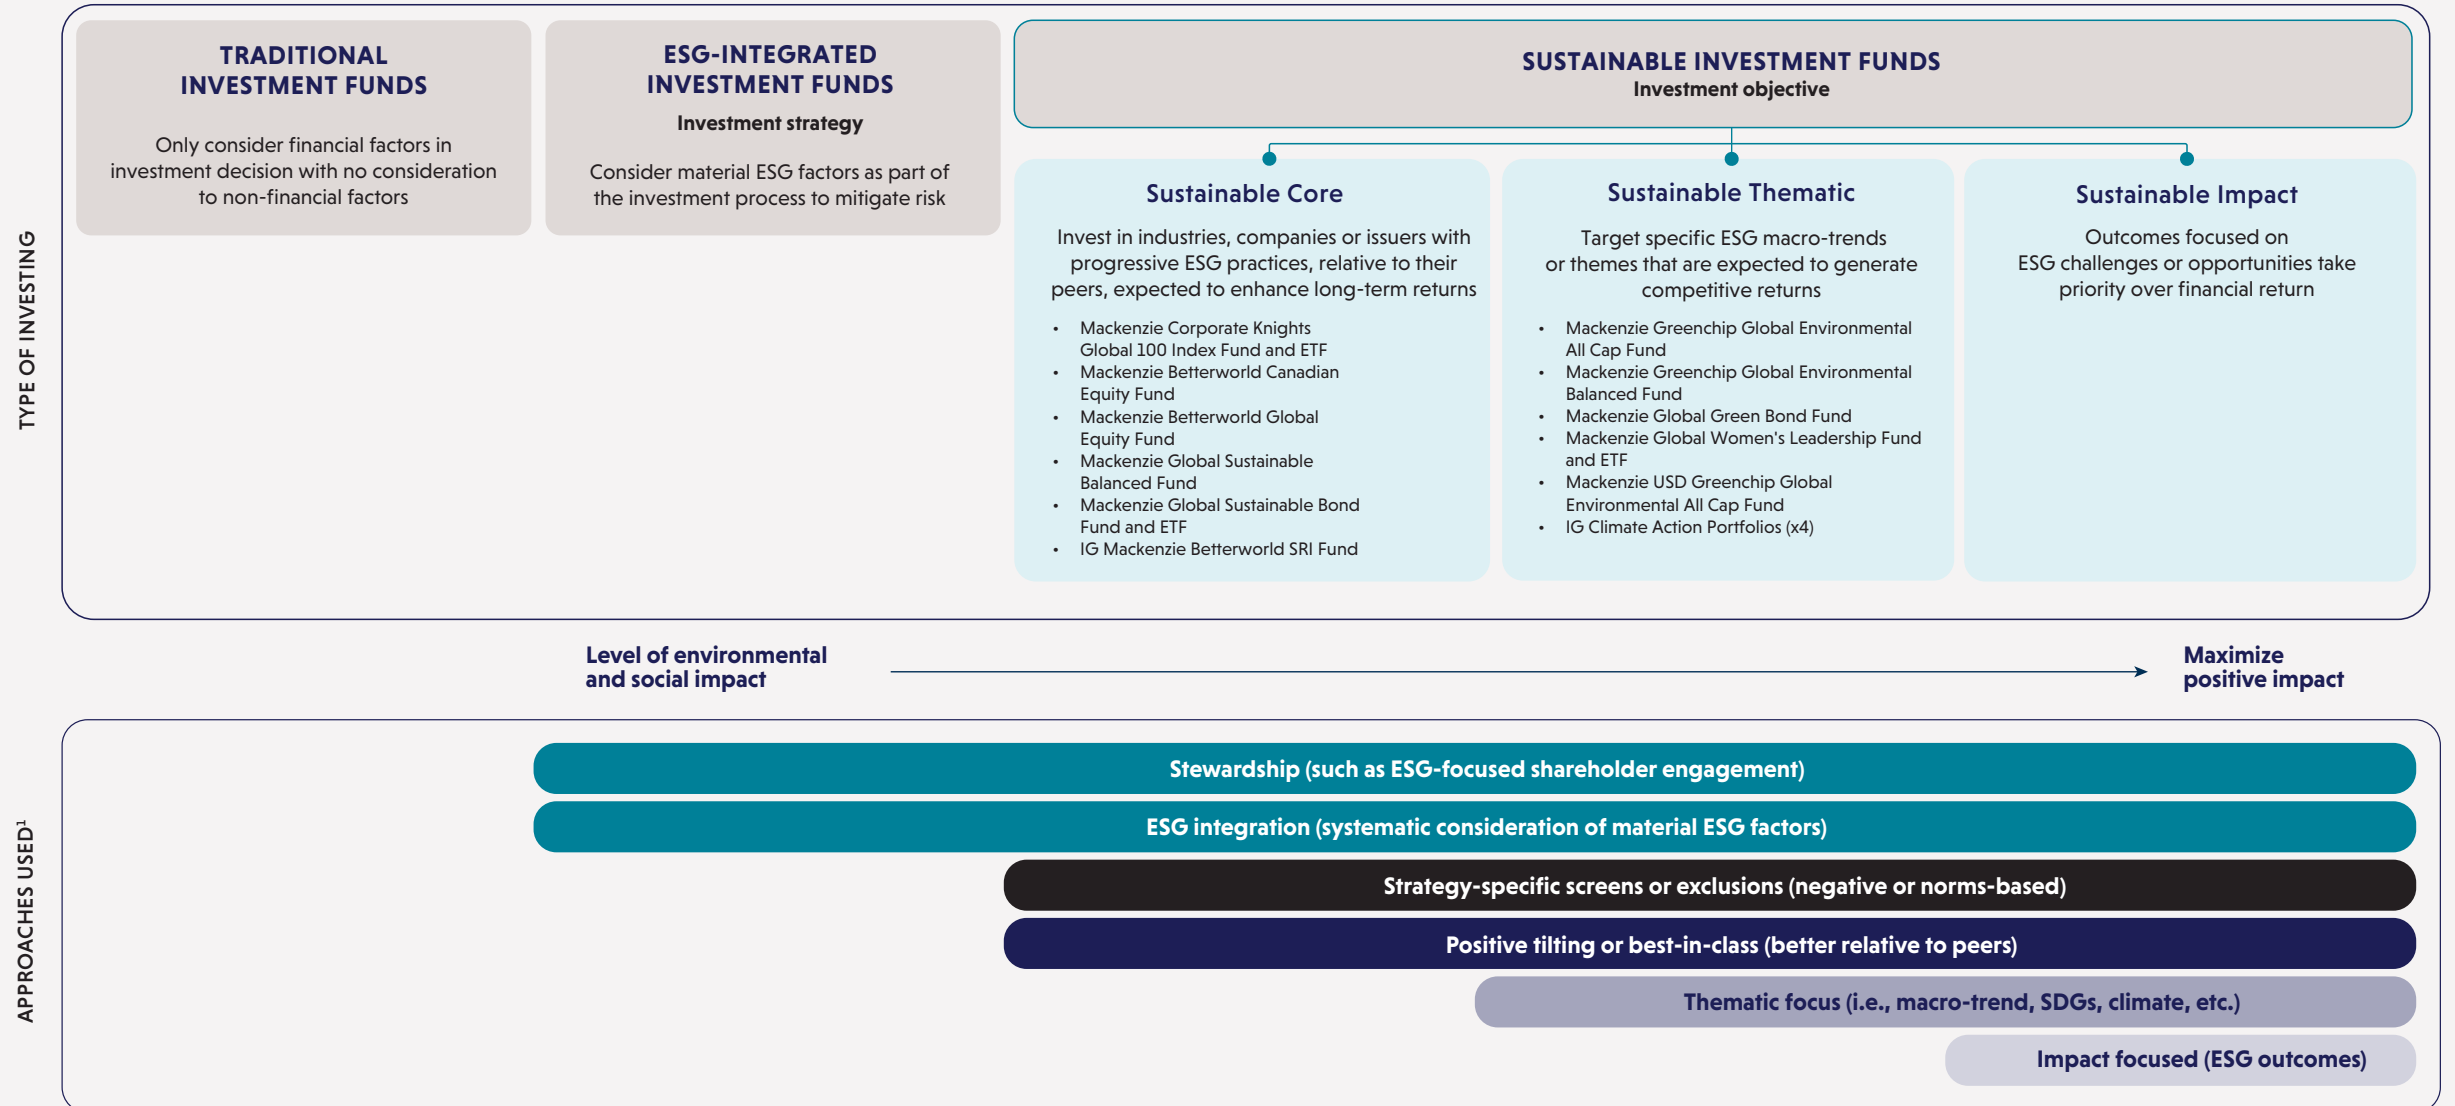 TYPE OF INVESTING
TRADITIONAL
INVESTMENT FUNDS
Only consider financial factors in
investment decision with no consideration
to non-financial factors
ESG-INTEGRATED
INVESTMENT FUNDS
Investment strategy
Consider material ESG factors as part of
the investment process to mitigate risk
SUSTAINABLE INVESTMENT FUNDS
Investment objective
Sustainable Core
Invest in industries, companies or issuers with
progressive ESG practices, relative to their
peers, expected to enhance long-term returns
• Mackenzie Corporate Knights
Global 100 Index Fund and ETF
• Mackenzie Betterworld Canadian
Equity Fund
• Mackenzie Betterworld Global
Equity Fund
• Mackenzie Global Sustainable
Balanced Fund
• Mackenzie Global Sustainable Bond
Fund and ETF
• IG Mackenzie Betterworld SRI Fund
Sustainable Thematic
Target specific ESG macro-trends
or themes that are expected to generate
competitive returns
• Mackenzie Greenchip Global Environmental
All Cap Fund
• Mackenzie Greenchip Global Environmental
Balanced Fund
• Mackenzie Global Green Bond Fund
• Mackenzie Global Women's Leadership Fund
and ETF
• Mackenzie USD Greenchip Global
Environmental All Cap Fund
• IG Climate Action Portfolios (x4)
Sustainable Impact
Outcomes focused on
ESG challenges or opportunities take
priority over financial return
Level of environmental
and social impact
Maximize
positive impact
APPROACHES USED¹
Stewardship (such as ESG-focused shareholder engagement)
ESG integration (systematic consideration of material ESG factors)
Strategy-specific screens or exclusions (negative or norms-based)
Positive tilting or best-in-class (better relative to peers)
Thematic focus (i.e., macro-trend, SDGs, climate, etc.)
Impact focused (ESG outcomes)